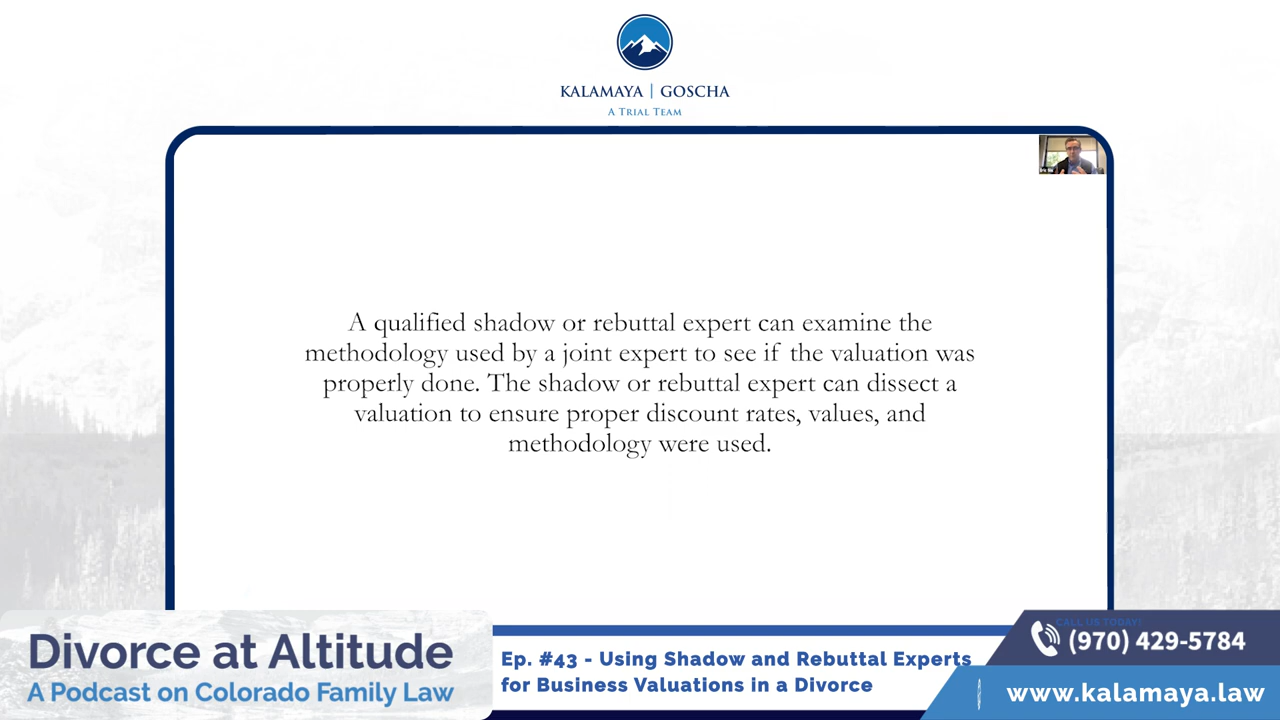 KALAMAYA | GOSCHA
A TRIAL TEAM
A qualified shadow or rebuttal expert can examine the
methodology used by a joint expert to see if the valuation was
properly done. The shadow or rebuttal expert can dissect a
valuation to ensure proper discount rates, values, and
methodology were used.
Divorce at Altitude
A Podcast on Colorado Family Law
Ep. #43 - Using Shadow and Rebuttal Experts
for Business Valuations in a Divorce
CALL US TODAY!
(970) 429-5784
www.kalamaya.law